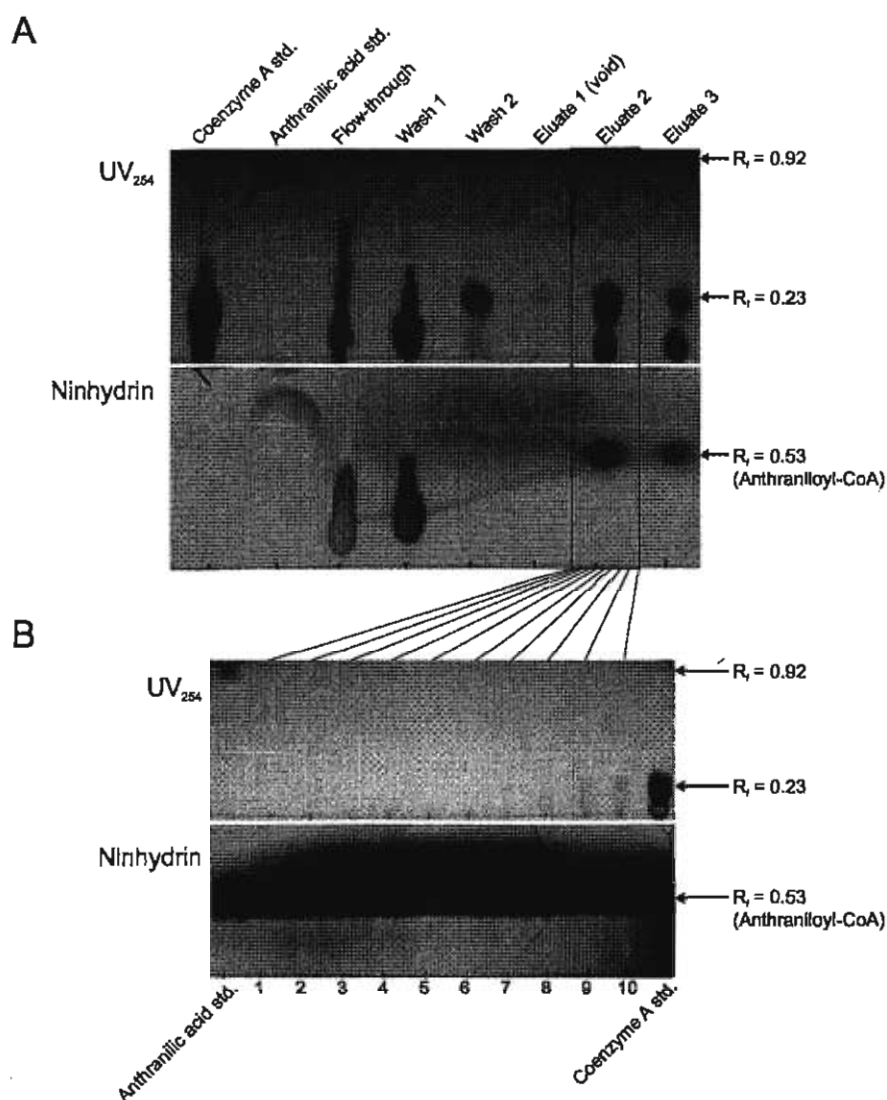 A
Coenzyme A std.
Anthranilic acid std.
Flow-through
Wash 1
Wash 2
Eluate 1 (void)
Eluate 2
Eluate 3
UV254
Rf = 0.92
Rf = 0.23
Ninhydrin
Rf = 0.53
(Anthraniloyl-CoA)
B
UV254
Rf = 0.92
Rf = 0.23
Ninhydrin
Rf = 0.53
(Anthraniloyl-CoA)
1 2 3 4 5 6 7 8 9 10
Anthranilic acid std.
Coenzyme A std.